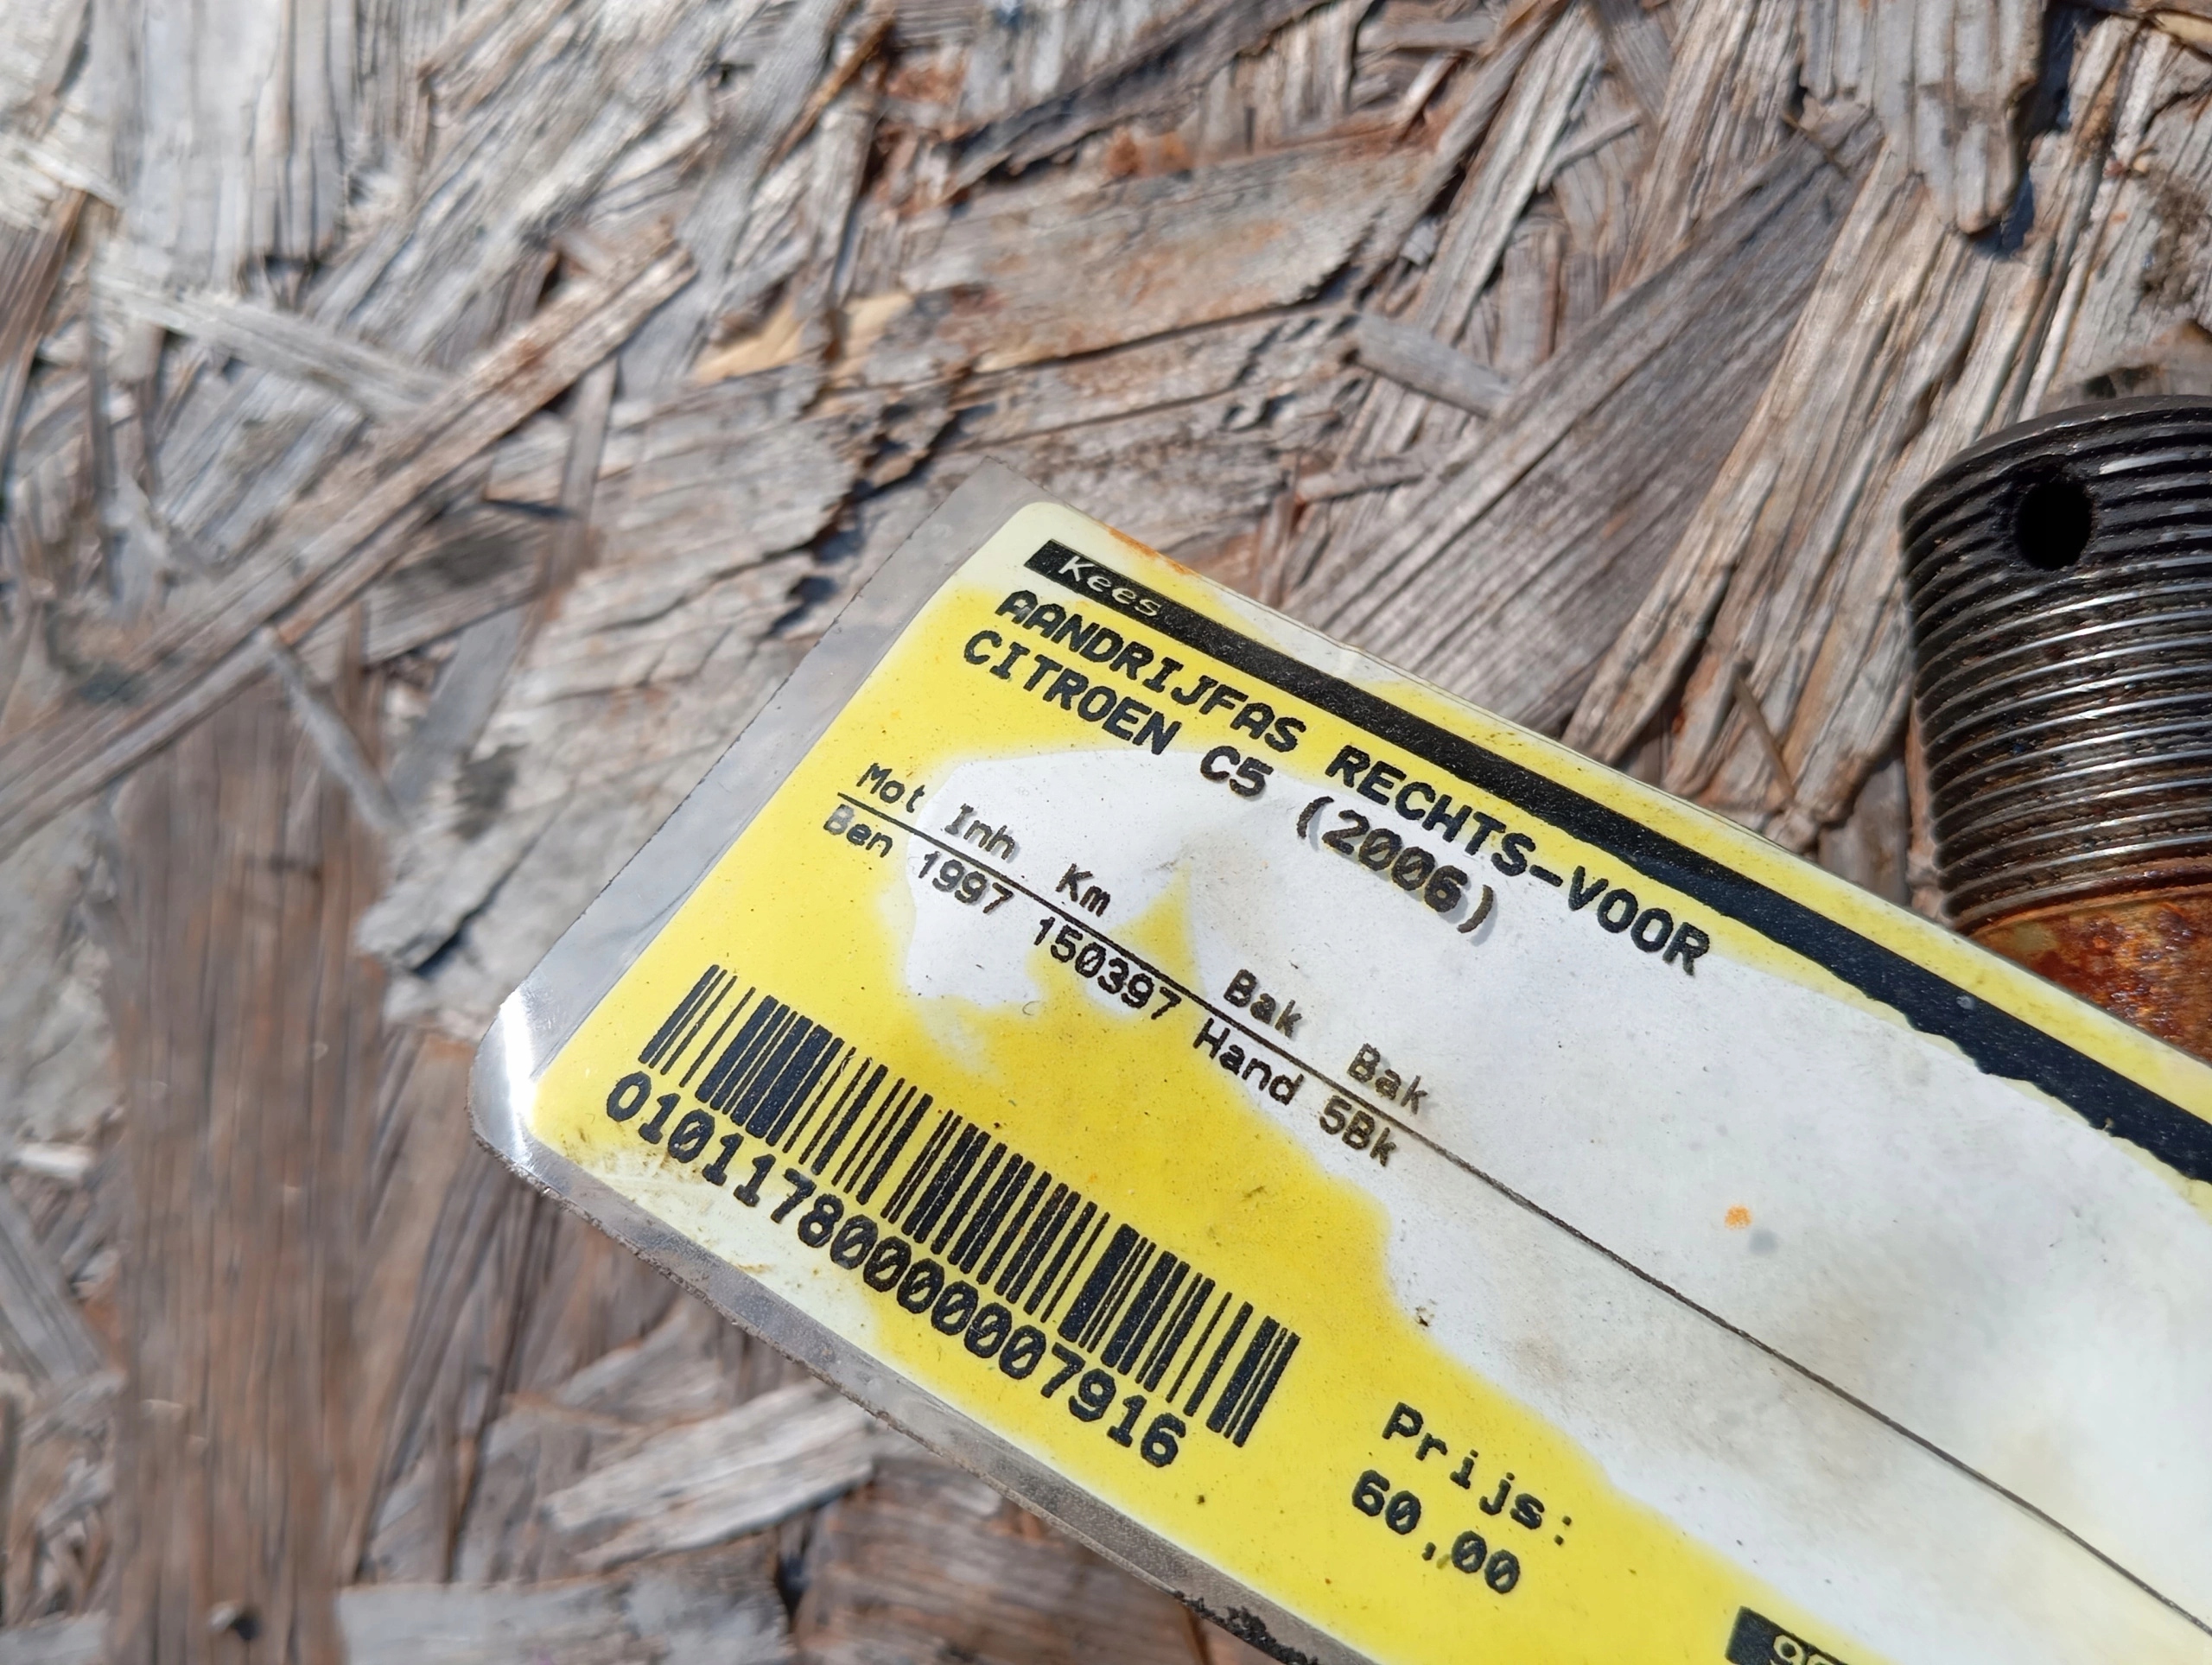 Kees
AANDRIJFAS RECHTS-VOOR
CITROEN C5 (2006)
Mot Inh Km Bak Bak
Ben 1997 150397 Hand 5Bk
0101178000007916
Prijs:
60,00